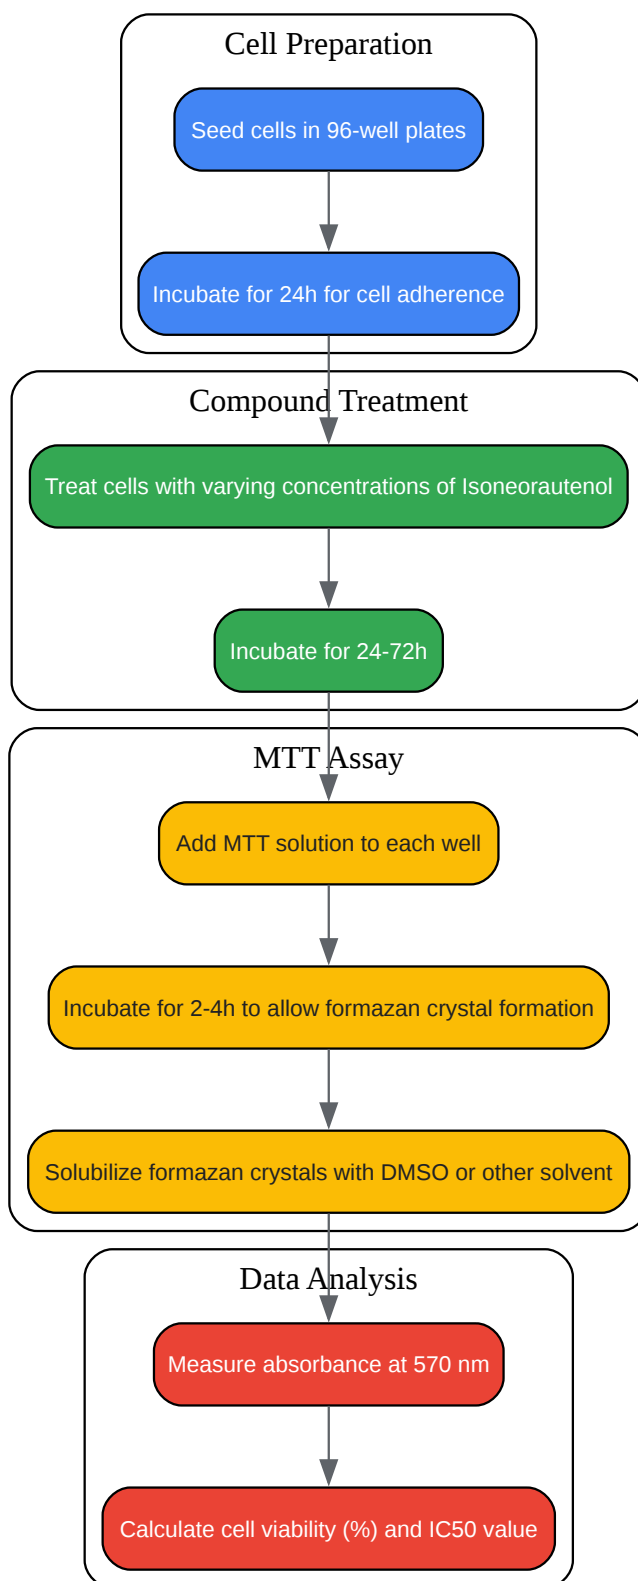 Cell Preparation
Seed cells in 96-well plates
Incubate for 24h for cell adherence
Compound Treatment
Treat cells with varying concentrations of Isoneorautenol
Incubate for 24-72h
MTT Assay
Add MTT solution to each well
Incubate for 2-4h to allow formazan crystal formation
Solubilize formazan crystals with DMSO or other solvent
Data Analysis
Measure absorbance at 570 nm
Calculate cell viability (%) and IC50 value